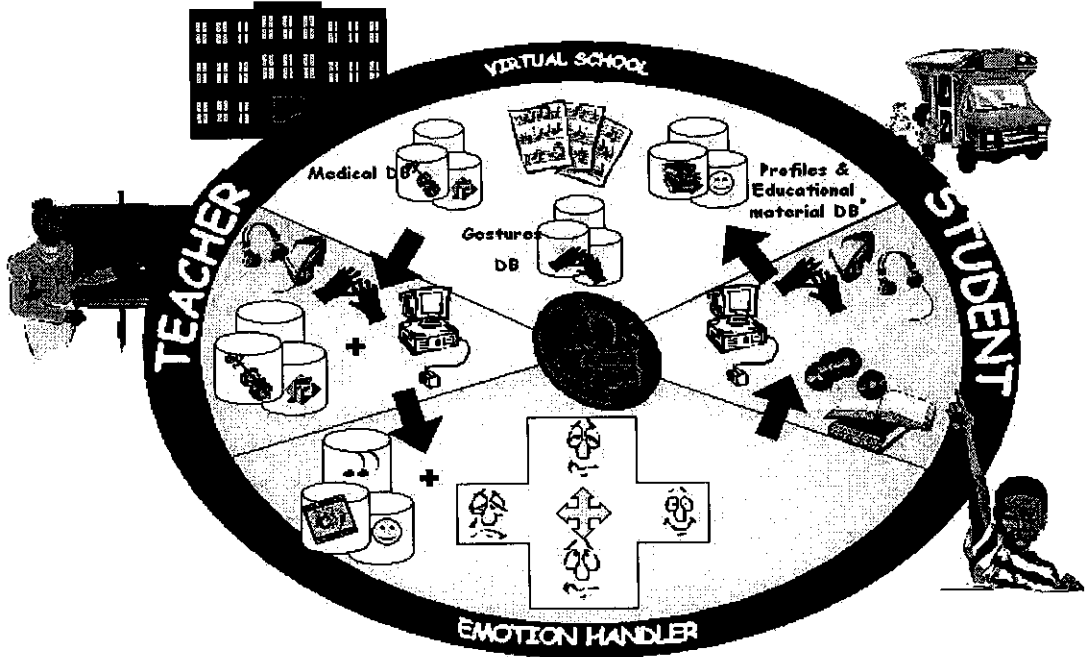 VIRTUAL SCHOOL
Medical DB
Profiles &
Educational
material DB
Gestures
DB
TEACHER
STUDENT
+
+
EMOTION HANDLER